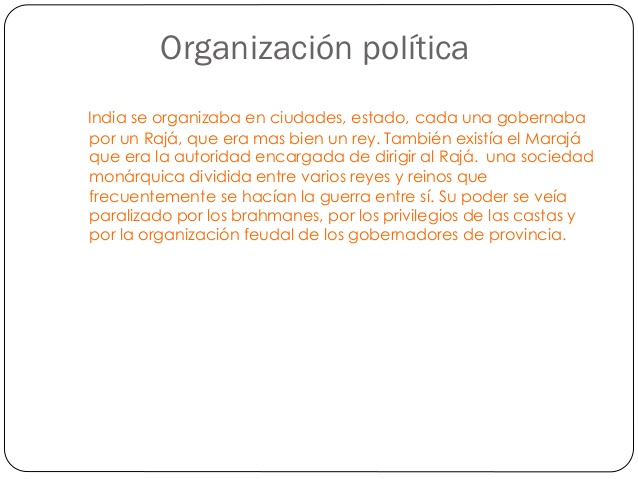 Organización política
India se organizaba en ciudades, estado, cada una gobernaba
por un Rajá, que era mas bien un rey. También existía el Marajá
que era la autoridad encargada de dirigir al Rajá.  una sociedad
monárquica dividida entre varios reyes y reinos que
frecuentemente se hacían la guerra entre sí. Su poder se veía
paralizado por los brahmanes, por los privilegios de las castas y
por la organización feudal de los gobernadores de provincia.